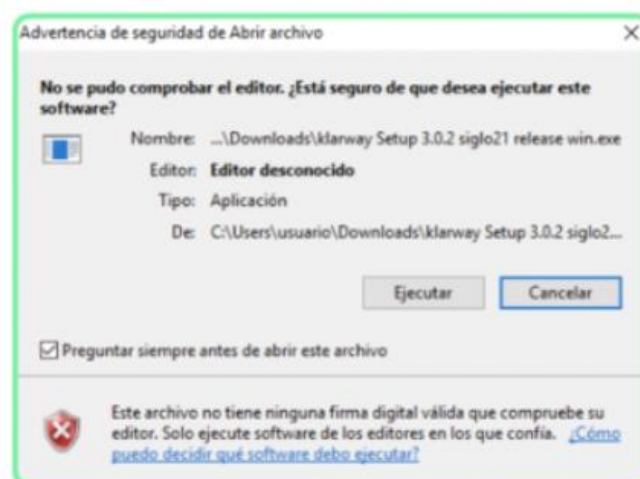 Advertencia de seguridad de Abrir archivo
No se pudo comprobar el editor. ¿Está seguro de que desea ejecutar este
software?
Nombre: ...\Downloads\klarway Setup 3.0.2 siglo21 release win.exe
Editor: Editor desconocido
Tipo: Aplicación
De: C:\Users\usuario\Downloads\klarway Setup 3.0.2 siglo2...
Ejecutar Cancelar
Preguntar siempre antes de abrir este archivo
Este archivo no tiene ninguna firma digital válida que compruebe su
editor. Solo ejecute software de los editores en los que confía. ¿Cómo
puedo decidir qué software debo ejecutar?